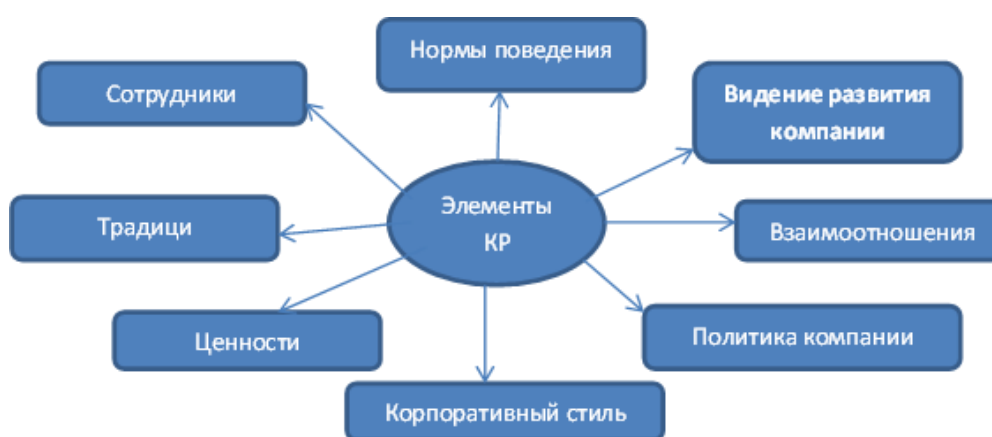 Нормы поведения
Сотрудники
Видение развития
компании
Элементы
КР
Традици
Взаимоотношения
Ценности
Политика компании
Корпоративный стиль